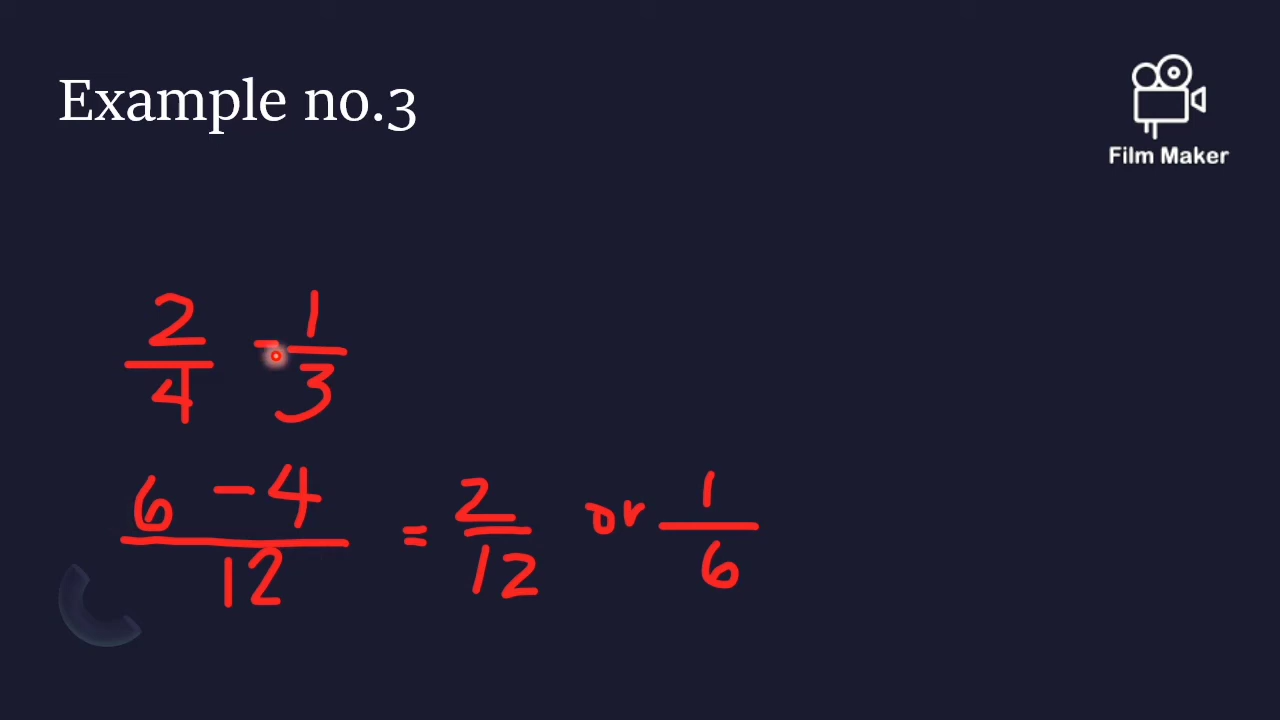 Example no.3
Film Maker
2/4 - 1/3
6 - 4/12 = 2/12 or 1/6